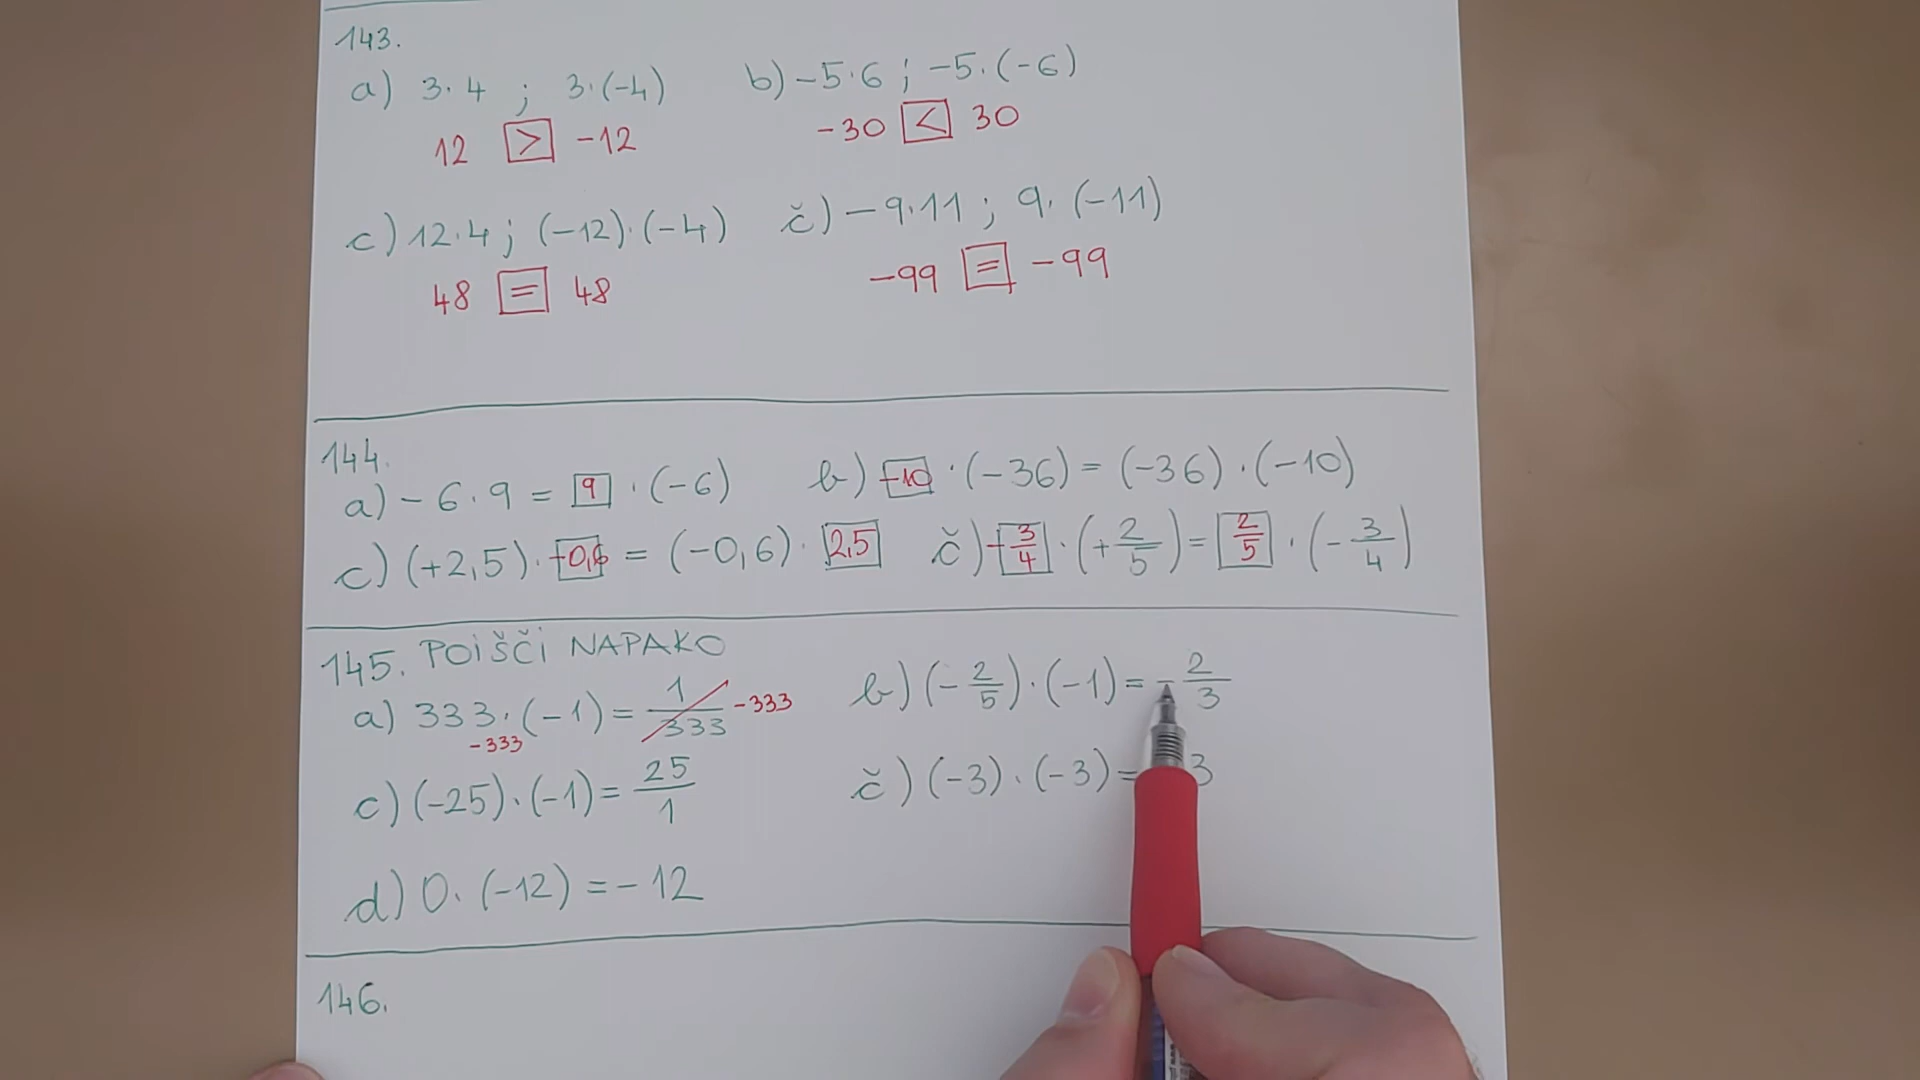 143.
a) 3·4 ; 3·(-4)
12 > -12
b) -5·6 ; -5·(-6)
-30 < 30
c) 12·4 ; (-12)·(-4)
48 = 48
č) -9·11 ; 9·(-11)
-99 = -99
144.
a) -6·9 = 9 ·(-6)
b) -10 ·(-36) = (-36)·(-10)
c) (+2,5)· -0,6 = (-0,6)· 2,5
č) -3/4 ·(+2/5) = 2/5 ·(-3/4)
145. POIŠČI NAPAKO
a) 333·(-1) = 1/333 -333
-333
b) (-2/5)·(-1) = -2/3
c) (-25)·(-1) = 25/1
č) (-3)·(-3) = 3
d) 0·(-12) = -12
146.